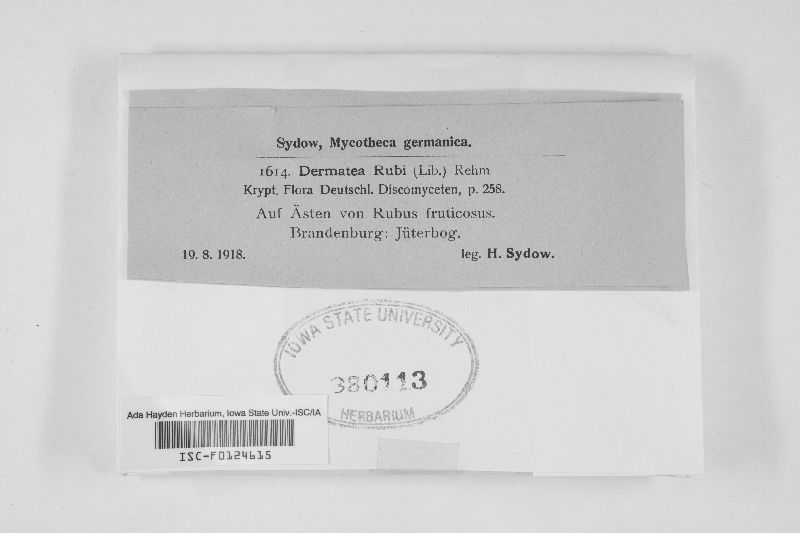 Sydow, Mycotheca germanica.
1614. Dermatea Rubi (Lib.) Rehm
Krypt. Flora Deutschl. Discomyceten, p. 258.
Auf Ästen von Rubus fruticosus.
Brandenburg: Jüterbog.
19. 8. 1918. leg. H. Sydow.
IOWA STATE UNIVERSITY
380113
HERBARIUM
Ada Hayden Herbarium, Iowa State Univ.-ISC/IA
ISC-F0124615